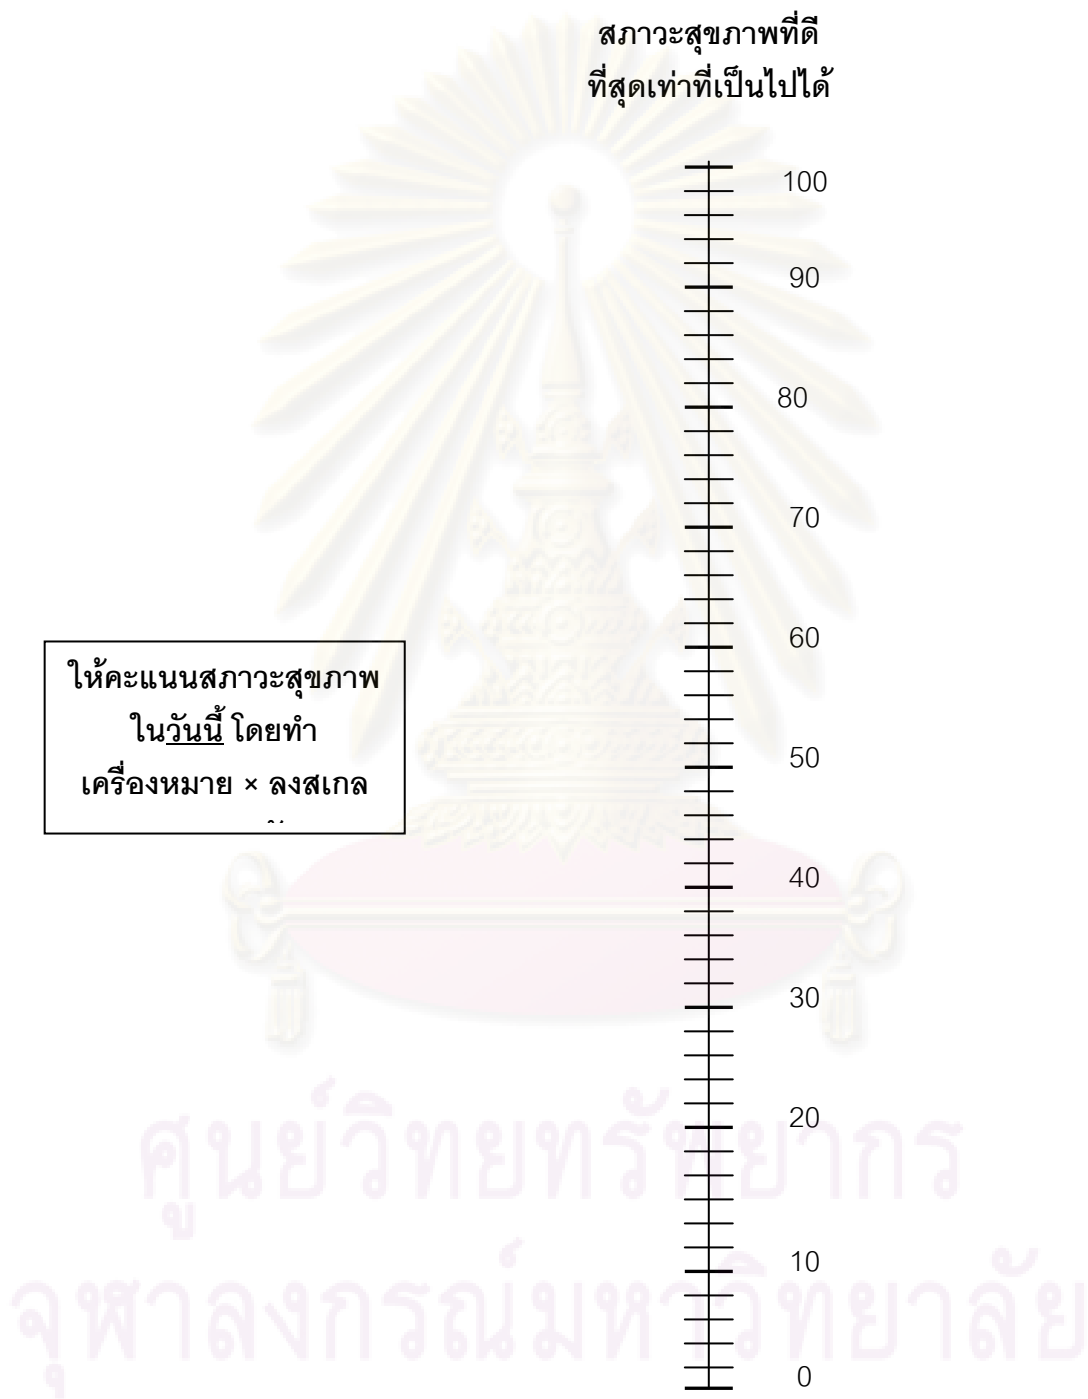 สภาวะสุขภาพที่ดี
ที่สุดเท่าที่เป็นไปได้
100
90
80
70
60
ให้คะแนนสภาวะสุขภาพ
ในวันนี้ โดยทำ
เครื่องหมาย × ลงสเกล
50
40
30
20
10
0
ศูนย์วิทยทรัพยากร
จุฬาลงกรณ์มหาวิทยาลัย